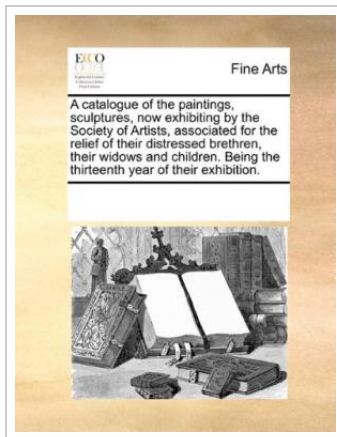 ECCO
Fine Arts
A catalogue of the paintings,
sculptures, now exhibiting by the
Society of Artists, associated for the
relief of their distressed brethren,
their widows and children. Being the
thirteenth year of their exhibition.